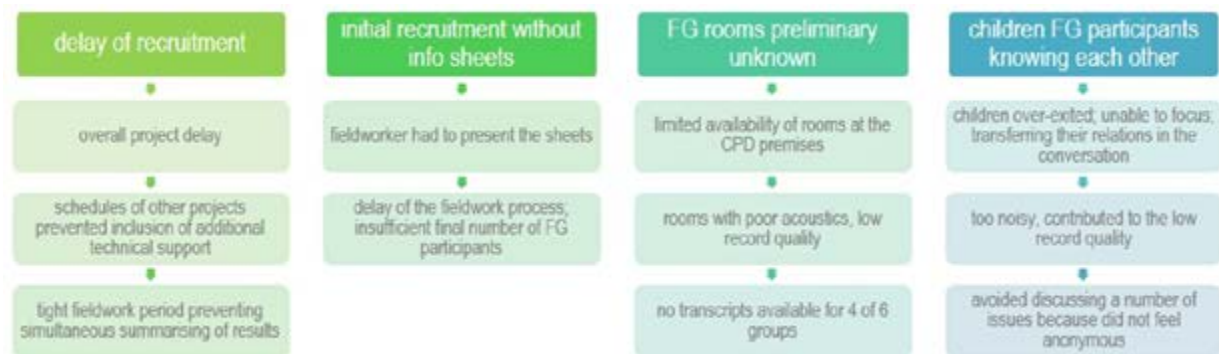 delay of recruitment
overall project delay
schedules of other projects
prevented inclusion of additional
technical support
tight fieldwork period preventing
simultaneous summarising of results
initial recruitment without
info sheets
fieldworker had to present the sheets
delay of the fieldwork process;
insufficient final number of FG
participants
FG rooms preliminary
unknown
limited availability of rooms at the
CPD premises
rooms with poor acoustics, low
record quality
no transcripts available for 4 of 6
groups
children FG participants
knowing each other
children over-exited; unable to focus;
transferring their relations in the
conversation
too noisy, contributed to the low
record quality
avoided discussing a number of
issues because did not feel
anonymous